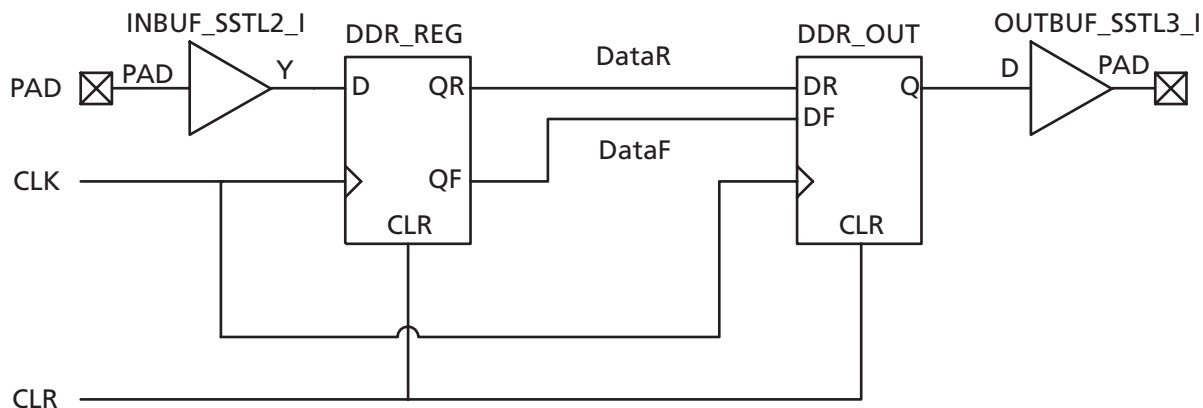 INBUF_SSTL2_I
DDR_REG
DDR_OUT
OUTBUF_SSTL3_I
DataR
PAD
PAD
Y
D
QR
DR
Q
D
PAD
DF
DataF
CLK
QF
CLR
CLR
CLR